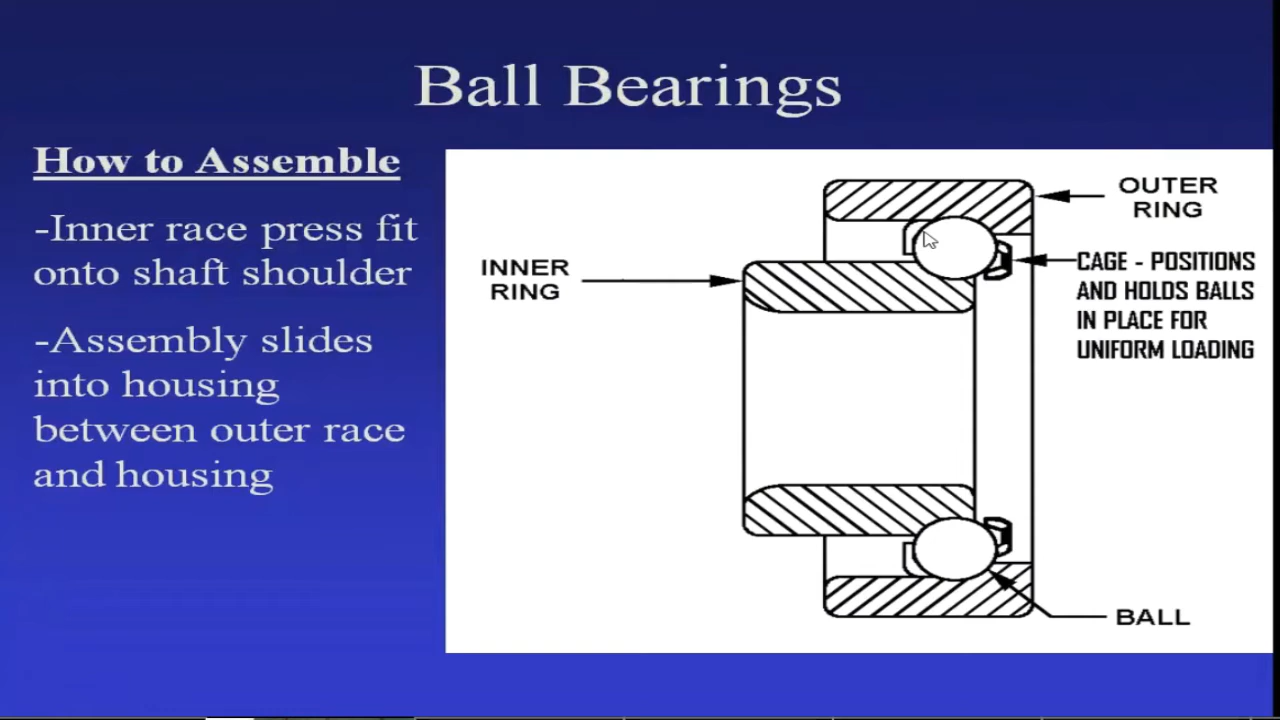 Ball Bearings
How to Assemble
-Inner race press fit
onto shaft shoulder
-Assembly slides
into housing
between outer race
and housing
OUTER
RING
INNER
RING
CAGE - POSITIONS
AND HOLDS BALLS
IN PLACE FOR
UNIFORM LOADING
BALL